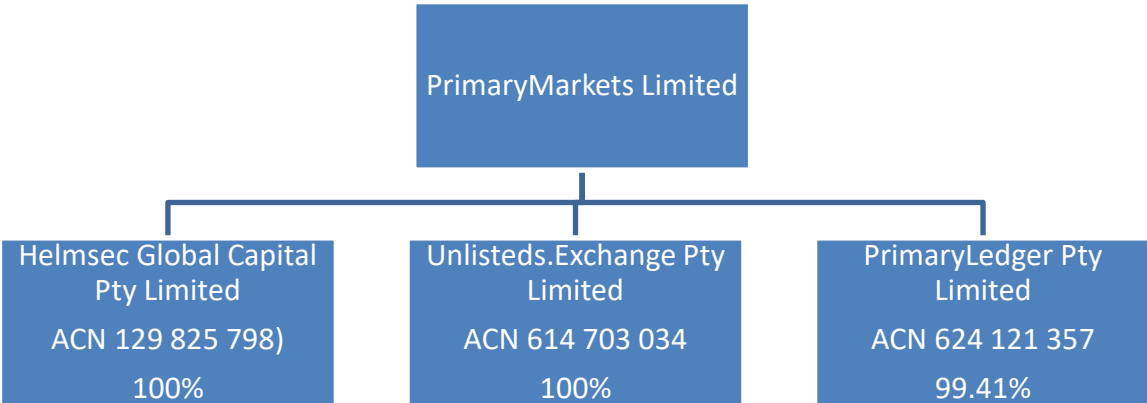 PrimaryMarkets Limited
Helmsec Global Capital
Pty Limited
ACN 129 825 798)
100%
Unlisteds.Exchange Pty
Limited
ACN 614 703 034
100%
PrimaryLedger Pty
Limited
ACN 624 121 357
99.41%